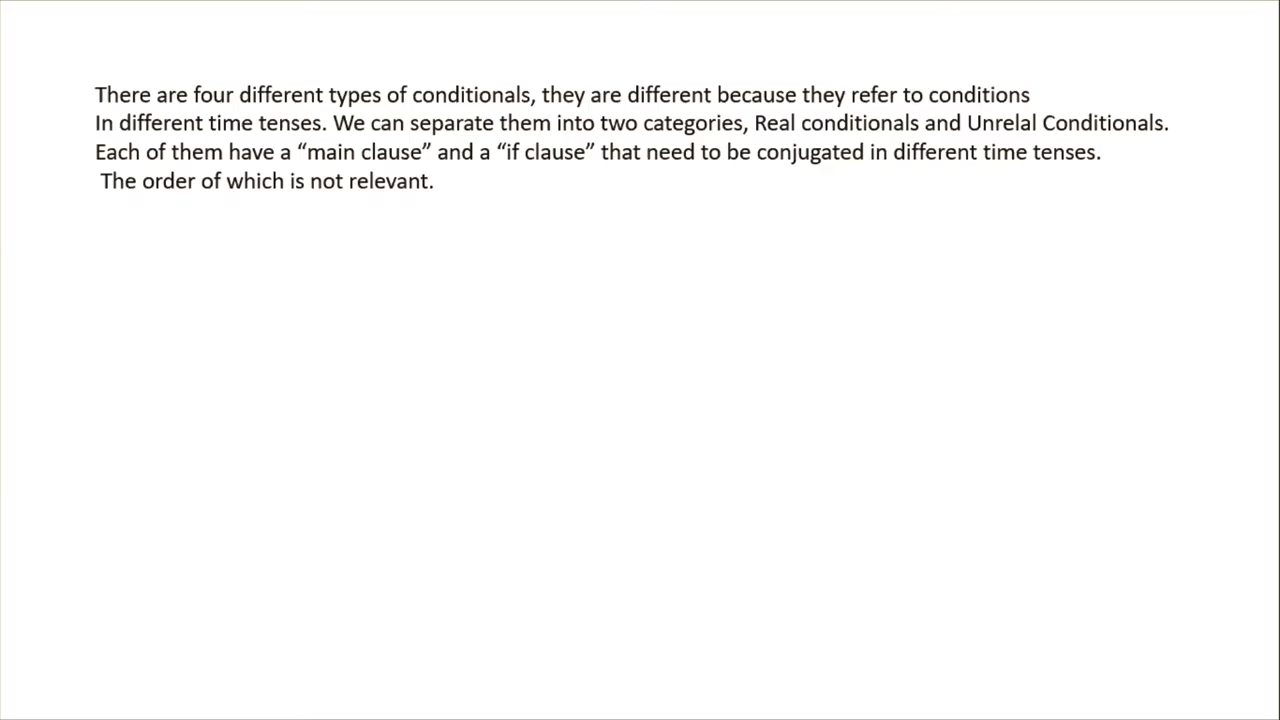 There are four different types of conditionals, they are different because they refer to conditions
In different time tenses. We can separate them into two categories, Real conditionals and Unrelal Conditionals.
Each of them have a “main clause” and a “if clause” that need to be conjugated in different time tenses.
The order of which is not relevant.